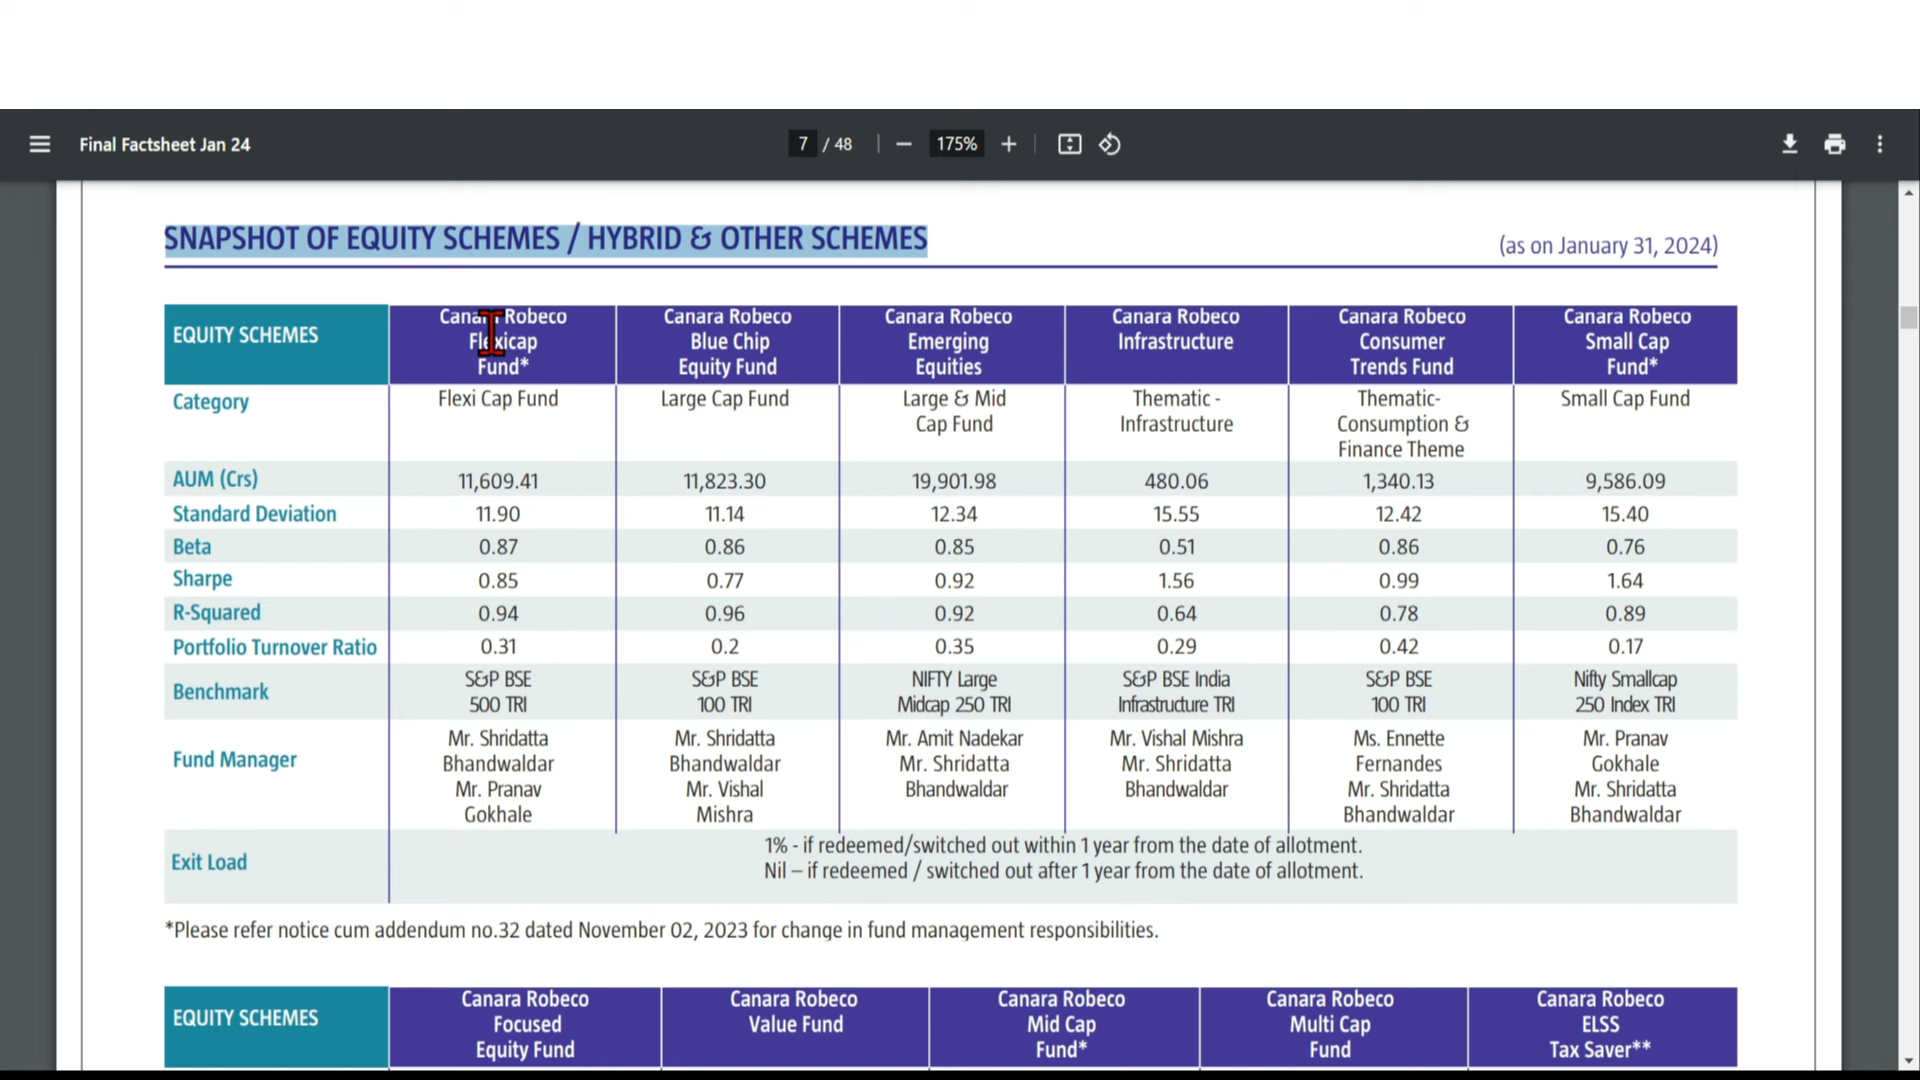 Final Factsheet Jan 24
7 / 48
175%
SNAPSHOT OF EQUITY SCHEMES / HYBRID & OTHER SCHEMES
(as on January 31, 2024)
EQUITY SCHEMES
Canara Robeco Flexicap Fund*
Canara Robeco Blue Chip Equity Fund
Canara Robeco Emerging Equities
Canara Robeco Infrastructure
Canara Robeco Consumer Trends Fund
Canara Robeco Small Cap Fund*
Category
Flexi Cap Fund
Large Cap Fund
Large & Mid Cap Fund
Thematic - Infrastructure
Thematic- Consumption & Finance Theme
Small Cap Fund
AUM (Crs) 11,609.41 11,823.30 19,901.98 480.06 1,340.13 9,586.09
Standard Deviation 11.90 11.14 12.34 15.55 12.42 15.40
Beta 0.87 0.86 0.85 0.51 0.86 0.76
Sharpe 0.85 0.77 0.92 1.56 0.99 1.64
R-Squared 0.94 0.96 0.92 0.64 0.78 0.89
Portfolio Turnover Ratio 0.31 0.2 0.35 0.29 0.42 0.17
Benchmark
S&P BSE 500 TRI
S&P BSE 100 TRI
NIFTY Large Midcap 250 TRI
S&P BSE India Infrastructure TRI
S&P BSE 100 TRI
Nifty Smallcap 250 Index TRI
Fund Manager
Mr. Shridatta Bhandwaldar Mr. Pranav Gokhale
Mr. Shridatta Bhandwaldar Mr. Vishal Mishra
Mr. Amit Nadekar Mr. Shridatta Bhandwaldar
Mr. Vishal Mishra Mr. Shridatta Bhandwaldar
Ms. Ennette Fernandes Mr. Shridatta Bhandwaldar
Mr. Pranav Gokhale Mr. Shridatta Bhandwaldar
Exit Load
1% - if redeemed/switched out within 1 year from the date of allotment.
Nil – if redeemed / switched out after 1 year from the date of allotment.
*Please refer notice cum addendum no.32 dated November 02, 2023 for change in fund management responsibilities.
EQUITY SCHEMES
Canara Robeco Focused Equity Fund
Canara Robeco Value Fund
Canara Robeco Mid Cap Fund*
Canara Robeco Multi Cap Fund
Canara Robeco ELSS Tax Saver**